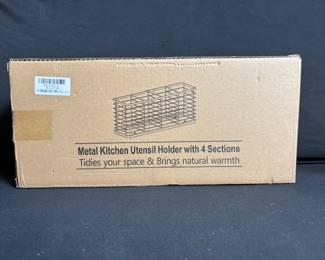 Metal Kitchen Utensil Holder with 4 Sections
Tidies your space & Brings natural warmth